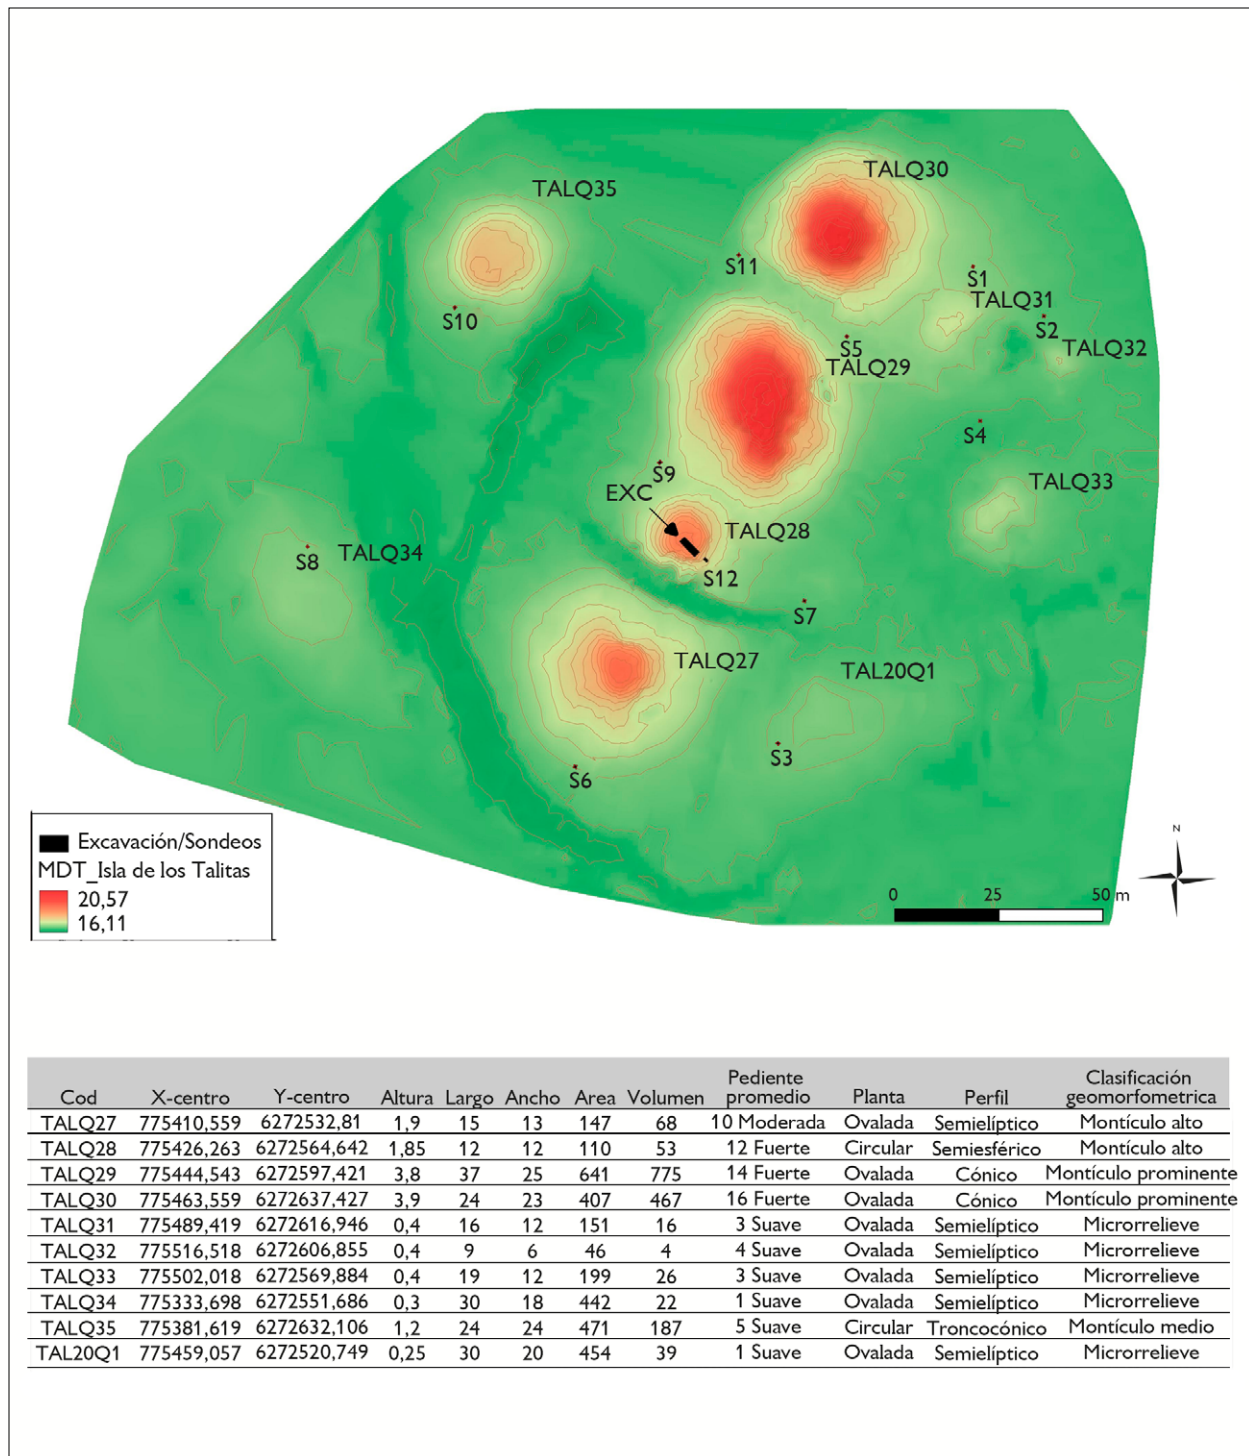 TALQ30
TALQ35
S11
S1
TALQ31
S10
S2
S5
TALQ32
TALQ29
S4
S9
EXC
TALQ33
TALQ28
S8
TALQ34
S12
S7
TALQ27
TAL20Q1
S3
S6
Excavación/Sondeos
MDT_Isla de los Talitas
20,57
16,11
N
0 25 50 m
Cod X-centro Y-centro Altura Largo Ancho Area Volumen Pediente promedio Planta Perfil Clasificación geomorfometrica
TALQ27 775410,559 6272532,81 1,9 15 13 147 68 10 Moderada Ovalada Semielíptico Montículo alto
TALQ28 775426,263 6272564,642 1,85 12 12 110 53 12 Fuerte Circular Semiesférico Montículo alto
TALQ29 775444,543 6272597,421 3,8 37 25 641 775 14 Fuerte Ovalada Cónico Montículo prominente
TALQ30 775463,559 6272637,427 3,9 24 23 407 467 16 Fuerte Ovalada Cónico Montículo prominente
TALQ31 775489,419 6272616,946 0,4 16 12 151 16 3 Suave Ovalada Semielíptico Microrrelieve
TALQ32 775516,518 6272606,855 0,4 9 6 46 4 4 Suave Ovalada Semielíptico Microrrelieve
TALQ33 775502,018 6272569,884 0,4 19 12 199 26 3 Suave Ovalada Semielíptico Microrrelieve
TALQ34 775333,698 6272551,686 0,3 30 18 442 22 1 Suave Ovalada Semielíptico Microrrelieve
TALQ35 775381,619 6272632,106 1,2 24 24 471 187 5 Suave Circular Troncocónico Montículo medio
TAL20Q1 775459,057 6272520,749 0,25 30 20 454 39 1 Suave Ovalada Semielíptico Microrrelieve